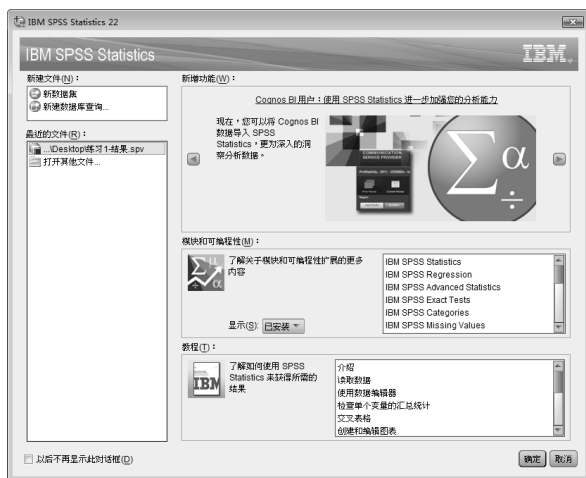 IBM SPSS Statistics 22
IBM SPSS Statistics
IBM
新建文件(N)：
新数据集
新建数据库查询...
最近的文件(R)：
...\Desktop\练习1-结果.spv
打开其他文件...
新增功能(W)：
Cognos BI 用户：使用 SPSS Statistics 进一步加强您的分析能力
现在，您可以将 Cognos BI
数据导入 SPSS
Statistics，更为深入的洞
察分析数据。
COMMUNICATION
SERVICE PROVIDER
Σα
÷
模块和可编程性(M)：
了解关于模块和可编程性扩展的更多
内容
显示(S): 已安装
IBM SPSS Statistics
IBM SPSS Regression
IBM SPSS Advanced Statistics
IBM SPSS Exact Tests
IBM SPSS Categories
IBM SPSS Missing Values
教程(T)：
IBM
了解如何使用 SPSS
Statistics 来获得所需的
结果
介绍
读取数据
使用数据编辑器
检查单个变量的汇总统计
交叉表格
创建和编辑图表
以后不再显示此对话框(D)
确定
取消